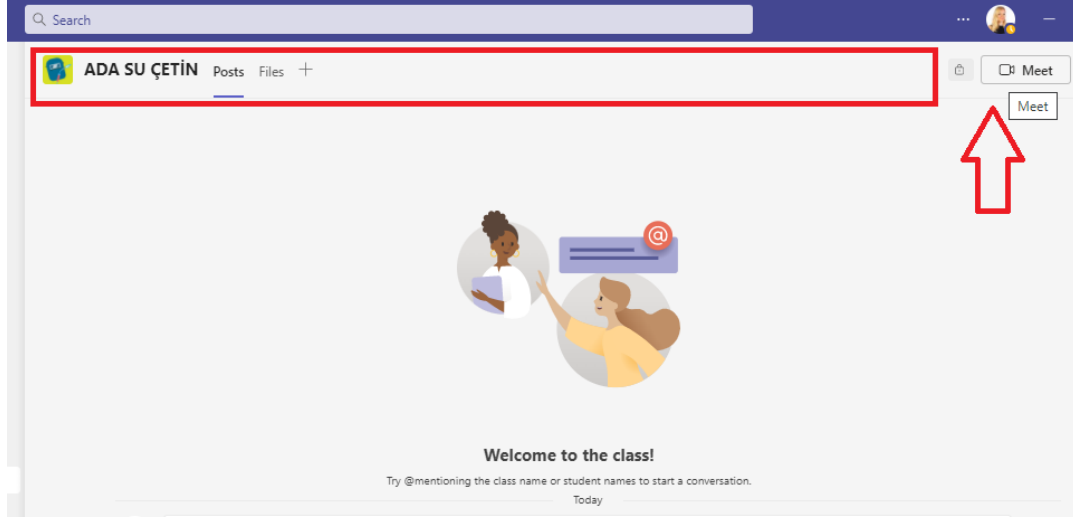 Search
ADA SU ÇETİN Posts Files
Meet
Meet
@
Welcome to the class!
Try @mentioning the class name or student names to start a conversation.
Today